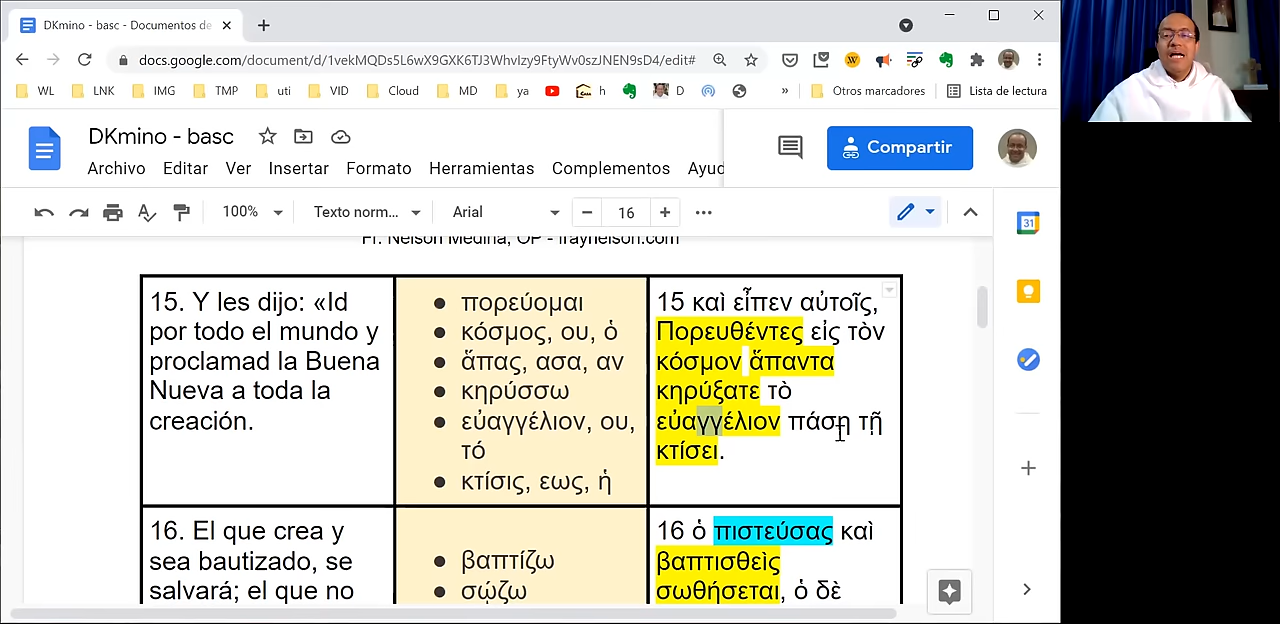 DKmino - basc - Documentos de
docs.google.com/document/d/1vekMQDs5L6wX9GXK6TJ3WhvIzy9FtyWv0szJNEN9sD4/edit#
WL LNK IMG TMP uti VID Cloud MD ya h D » Otros marcadores Lista de lectura
DKmino - basc
Compartir
Archivo Editar Ver Insertar Formato Herramientas Complementos Ayud
100% Texto norm... Arial 16
31
Fr. Nelson Medina, OP - fraynelson.com
15. Y les dijo: «Id
por todo el mundo y
proclamad la Buena
Nueva a toda la
creación.
● πορεύομαι
● κόσμος, ου, ὁ
● ἅπας, ασα, αν
● κηρύσσω
● εὐαγγέλιον, ου,
τό
● κτίσις, εως, ἡ
15 καὶ εἶπεν αὐτοῖς,
Πορευθέντες εἰς τὸν
κόσμον ἅπαντα
κηρύξατε τὸ
εὐαγγέλιον πάσῃ τῇ
κτίσει.
16. El que crea y
sea bautizado, se
salvará; el que no
● βαπτίζω
● σῴζω
16 ὁ πιστεύσας καὶ
βαπτισθεὶς
σωθήσεται, ὁ δὲ